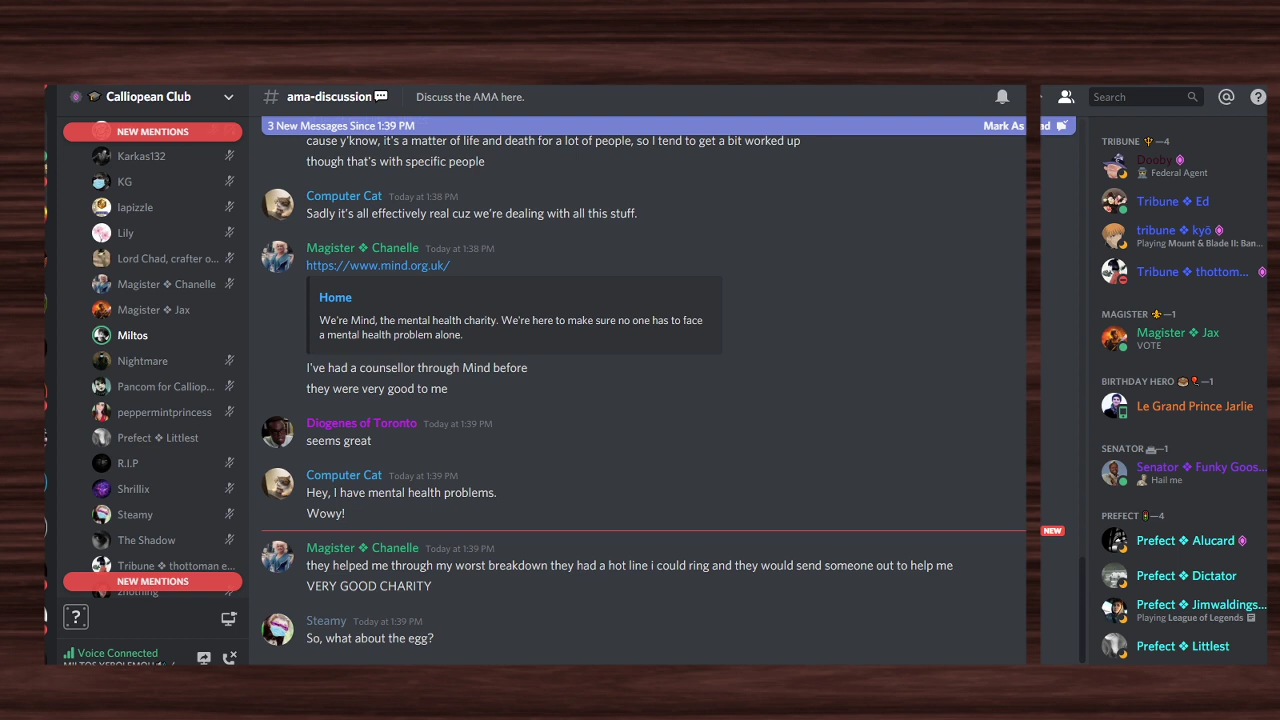 Calliopean Club
NEW MENTIONS
Karkas132
KG
lapizzle
Lily
Lord Chad, crafter o...
Magister ❖ Chanelle
Magister ❖ Jax
Miltos
Nightmare
Pancom for Calliop...
peppermintprincess
Prefect ❖ Littlest
R.I.P
Shrillix
Steamy
The Shadow
Tribune ❖ thottoman e...
NEW MENTIONS
znothing
?
Voice Connected
# ama-discussion Discuss the AMA here.
3 New Messages Since 1:39 PM Mark As ad
cause y'know, it's a matter of life and death for a lot of people, so I tend to get a bit worked up
though that's with specific people
Computer Cat Today at 1:38 PM
Sadly it's all effectively real cuz we're dealing with all this stuff.
Magister ❖ Chanelle Today at 1:38 PM
https://www.mind.org.uk/
Home
We're Mind, the mental health charity. We're here to make sure no one has to face
a mental health problem alone.
I've had a counsellor through Mind before
they were very good to me
Diogenes of Toronto Today at 1:39 PM
seems great
Computer Cat Today at 1:39 PM
Hey, I have mental health problems.
Wowy!
NEW
Magister ❖ Chanelle Today at 1:39 PM
they helped me through my worst breakdown they had a hot line i could ring and they would send someone out to help me
VERY GOOD CHARITY
Steamy Today at 1:39 PM
So, what about the egg?
Search
TRIBUNE —4
Dooby
Federal Agent
Tribune ❖ Ed
tribune ❖ kyō
Playing Mount & Blade II: Ban...
Tribune ❖ thottom...
MAGISTER —1
Magister ❖ Jax
VOTE
BIRTHDAY HERO —1
Le Grand Prince Jarlie
SENATOR —1
Senator ❖ Funky Goos...
Hail me
PREFECT —4
Prefect ❖ Alucard
Prefect ❖ Dictator
Prefect ❖ Jimwaldings...
Playing League of Legends
Prefect ❖ Littlest